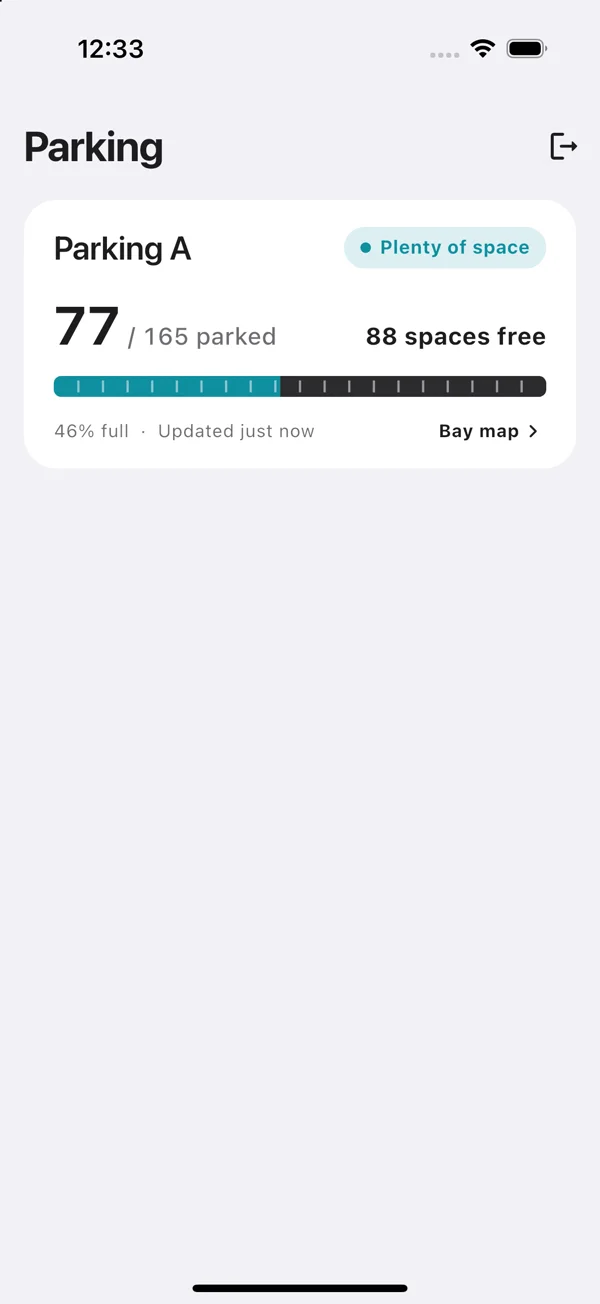 12:33
Parking
Parking A
Plenty of space
77 / 165 parked
88 spaces free
46% full · Updated just now
Bay map